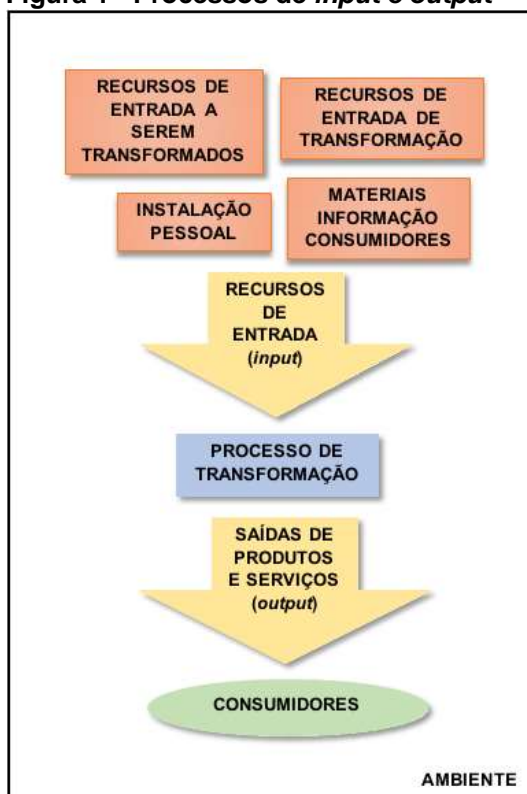 Figura 1 - Processos de input e output
RECURSOS DE
ENTRADA A
SEREM
TRANSFORMADOS
RECURSOS DE
ENTRADA DE
TRANSFORMAÇÃO
INSTALAÇÃO
PESSOAL
MATERIAIS
INFORMAÇÃO
CONSUMIDORES
RECURSOS
DE
ENTRADA
(input)
PROCESSO DE
TRANSFORMAÇÃO
SAÍDAS DE
PRODUTOS
E SERVIÇOS
(output)
CONSUMIDORES
AMBIENTE